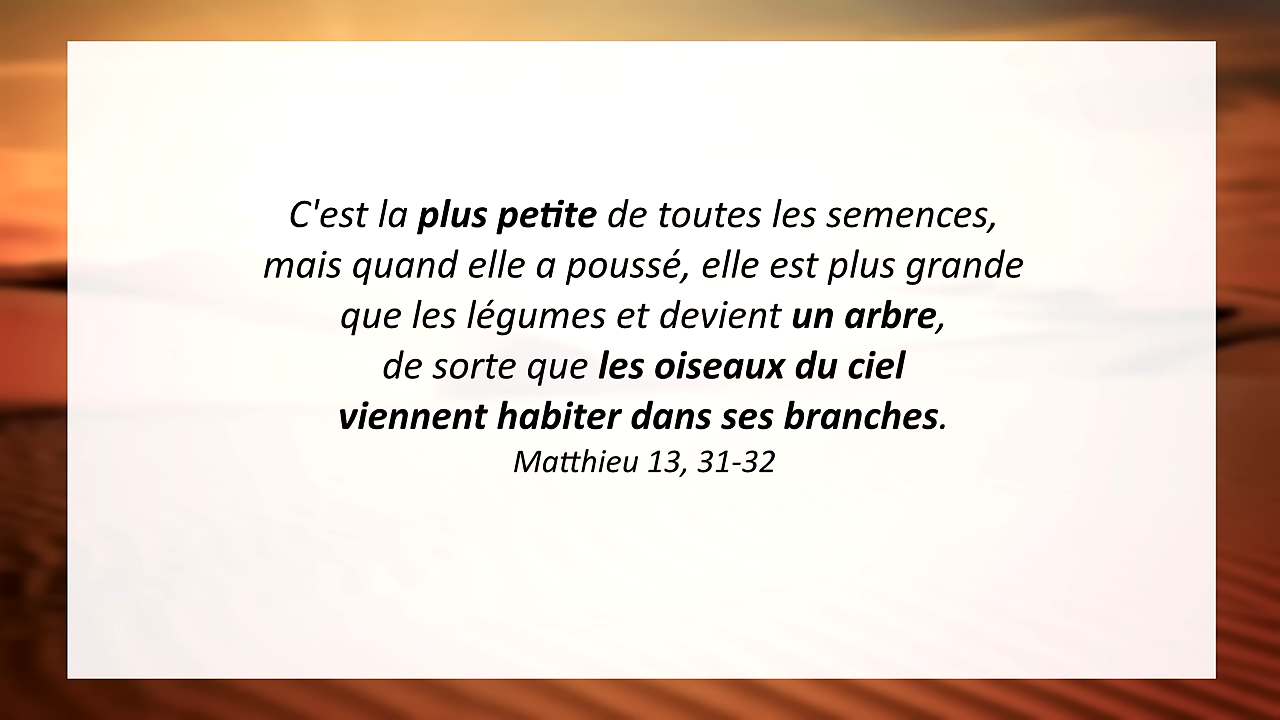 C'est la plus petite de toutes les semences,
mais quand elle a poussé, elle est plus grande
que les légumes et devient un arbre,
de sorte que les oiseaux du ciel
viennent habiter dans ses branches.
Matthieu 13, 31-32